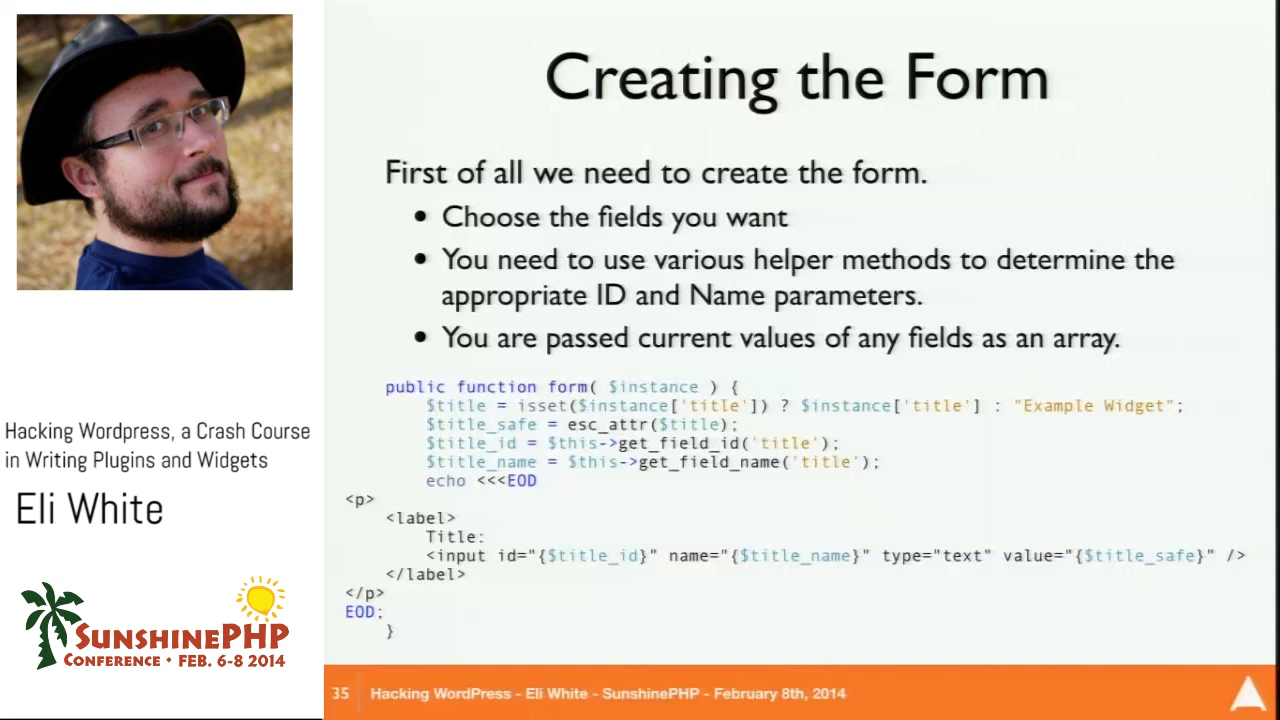 Creating the Form
First of all we need to create the form.
• Choose the fields you want
• You need to use various helper methods to determine the
appropriate ID and Name parameters.
• You are passed current values of any fields as an array.
public function form( $instance ) {
$title = isset($instance['title']) ? $instance['title'] : "Example Widget";
$title_safe = esc_attr($title);
$title_id = $this->get_field_id('title');
$title_name = $this->get_field_name('title');
echo <<<EOD
<p>
<label>
Title:
<input id="{$title_id}" name="{$title_name}" type="text" value="{$title_safe}" />
</label>
</p>
EOD;
}
35 Hacking WordPress - Eli White - SunshinePHP - February 8th, 2014
Hacking Wordpress, a Crash Course
in Writing Plugins and Widgets
Eli White
SUNSHINEPHP
CONFERENCE • FEB. 6-8 2014